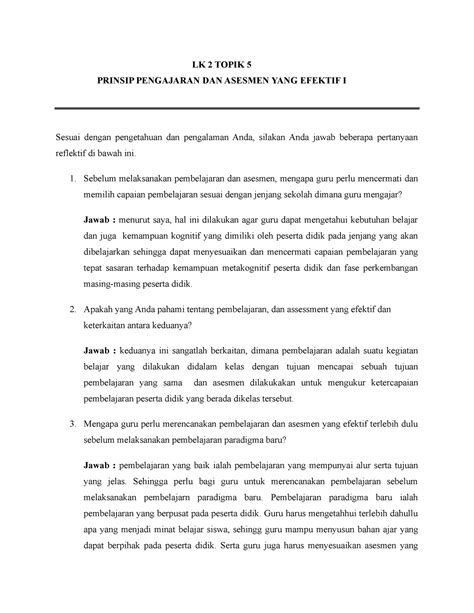 LK 2 TOPIK 5
PRINSIP PENGAJARAN DAN ASESMEN YANG EFEKTIF I
Sesuai dengan pengetahuan dan pengalaman Anda, silakan Anda jawab beberapa pertanyaan
reflektif di bawah ini.
1. Sebelum melaksanakan pembelajaran dan asesmen, mengapa guru perlu mencermati dan
memilih capaian pembelajaran sesuai dengan jenjang sekolah dimana guru mengajar?
Jawab : menurut saya, hal ini dilakukan agar guru dapat mengetahui kebutuhan belajar
dan juga kemampuan kognitif yang dimiliki oleh peserta didik pada jenjang yang akan
dibelajarkan sehingga dapat menyesuaikan dan mencermati capaian pembelajaran yang
tepat sasaran terhadap kemampuan metakognitif peserta didik dan fase perkembangan
masing-masing peserta didik.
2. Apakah yang Anda pahami tentang pembelajaran, dan assessment yang efektif dan
keterkaitan antara keduanya?
Jawab : keduanya ini sangatlah berkaitan, dimana pembelajaran adalah suatu kegiatan
belajar yang dilakukan didalam kelas dengan tujuan mencapai sebuah tujuan
pembelajaran yang sama dan asesmen dilakukakan untuk mengukur ketercapaian
pembelajaran peserta didik yang berada dikelas tersebut.
3. Mengapa guru perlu merencanakan pembelajaran dan asesmen yang efektif terlebih dulu
sebelum melaksanakan pembelajaran paradigma baru?
Jawab : pembelajaran yang baik ialah pembelajaran yang mempunyai alur serta tujuan
yang jelas. Sehingga perlu bagi guru untuk merencanakan pembelajaran sebelum
melaksanakan pembelajarn paradigma baru. Pembelajaran paradigma baru ialah
pembelajaran yang berpusat pada peserta didik. Guru harus mengetahhui terlebih dahullu
apa yang menjadi minat belajar siswa, sehingg guru mampu menyusun bahan ajar yang
dapat berpihak pada peserta didik. Serta guru juga harus menyesuaikan asesmen yang